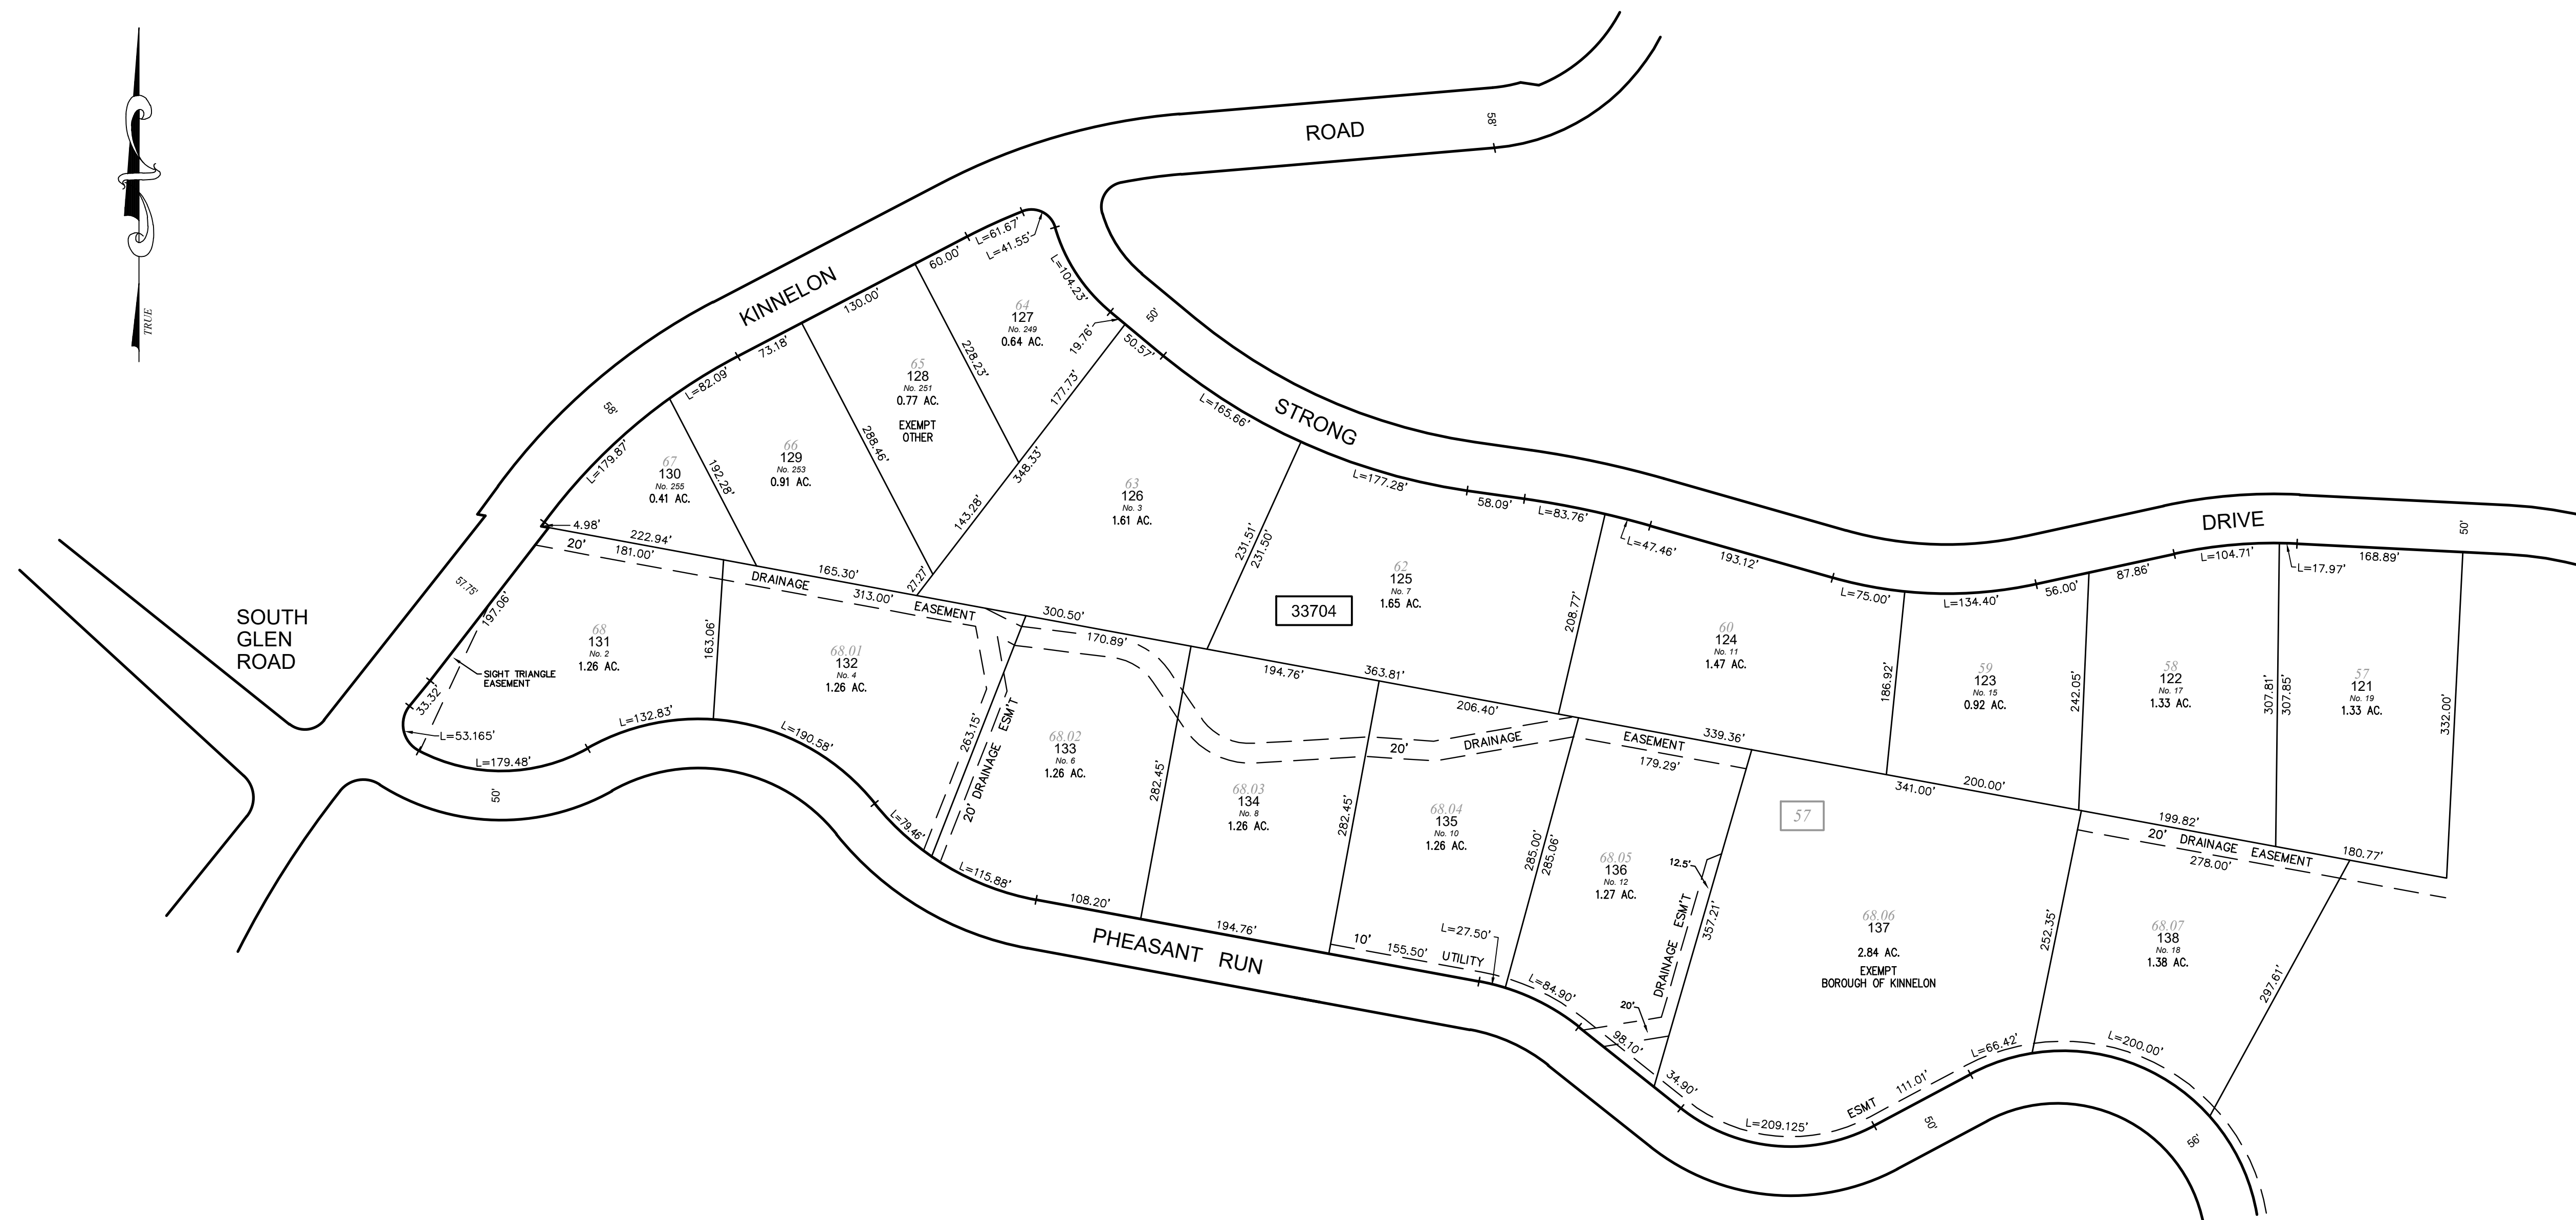 TRUE
KINNELON
ROAD
58'
58'
L=61.67'
L=41.55'
60.00'
130.00'
73.18'
L=82.09'
L=179.87'
L=104.23'
19.76'
50.57'
50'
64
127
No. 249
0.64 AC.
228.23'
177.73'
65
128
No. 251
0.77 AC.
EXEMPT
OTHER
288.46'
143.28'
348.33'
27.27'
66
129
No. 253
0.91 AC.
192.28'
67
130
No. 255
0.41 AC.
4.98'
222.94'
20'
181.00'
165.30'
DRAINAGE
313.00'
EASEMENT
STRONG
DRIVE
L=165.66'
L=177.28'
58.09'
L=83.76'
L=47.46'
193.12'
L=75.00'
L=134.40'
56.00'
87.86'
L=104.71'
L=17.97'
168.89'
50'
63
126
No. 3
1.61 AC.
231.51'
231.50'
62
125
No. 7
1.65 AC.
33704
208.77'
60
124
No. 11
1.47 AC.
186.92'
59
123
No. 15
0.92 AC.
242.05'
58
122
No. 17
1.33 AC.
307.81'
307.85'
57
121
No. 19
1.33 AC.
332.00'
SOUTH
GLEN
ROAD
57.75'
197.06'
SIGHT TRIANGLE
EASEMENT
33.32'
L=53.165'
L=179.48'
50'
L=132.83'
L=190.58'
L=79.46'
L=115.88'
68
131
No. 2
1.26 AC.
163.06'
68.01
132
No. 4
1.26 AC.
263.15'
20' DRAINAGE ESM'T
300.50'
170.89'
68.02
133
No. 6
1.26 AC.
282.45'
108.20'
194.76'
363.81'
68.03
134
No. 8
1.26 AC.
282.45'
194.76'
206.40'
20'
DRAINAGE
EASEMENT
68.04
135
No. 10
1.26 AC.
285.00'
285.06'
L=27.50'
10'
155.50'
UTILITY
339.36'
179.29'
68.05
136
No. 12
1.27 AC.
12.5'
DRAINAGE ESM'T
357.21'
20'
L=84.90'
98.10'
34.90'
57
341.00'
200.00'
68.06
137
2.84 AC.
EXEMPT
BOROUGH OF KINNELON
252.35'
L=209.125'
ESMT
111.01'
L=66.42'
50'
199.82'
20' DRAINAGE EASEMENT
278.00'
180.77'
68.07
138
No. 18
1.38 AC.
297.61'
L=200.00'
56'
PHEASANT RUN